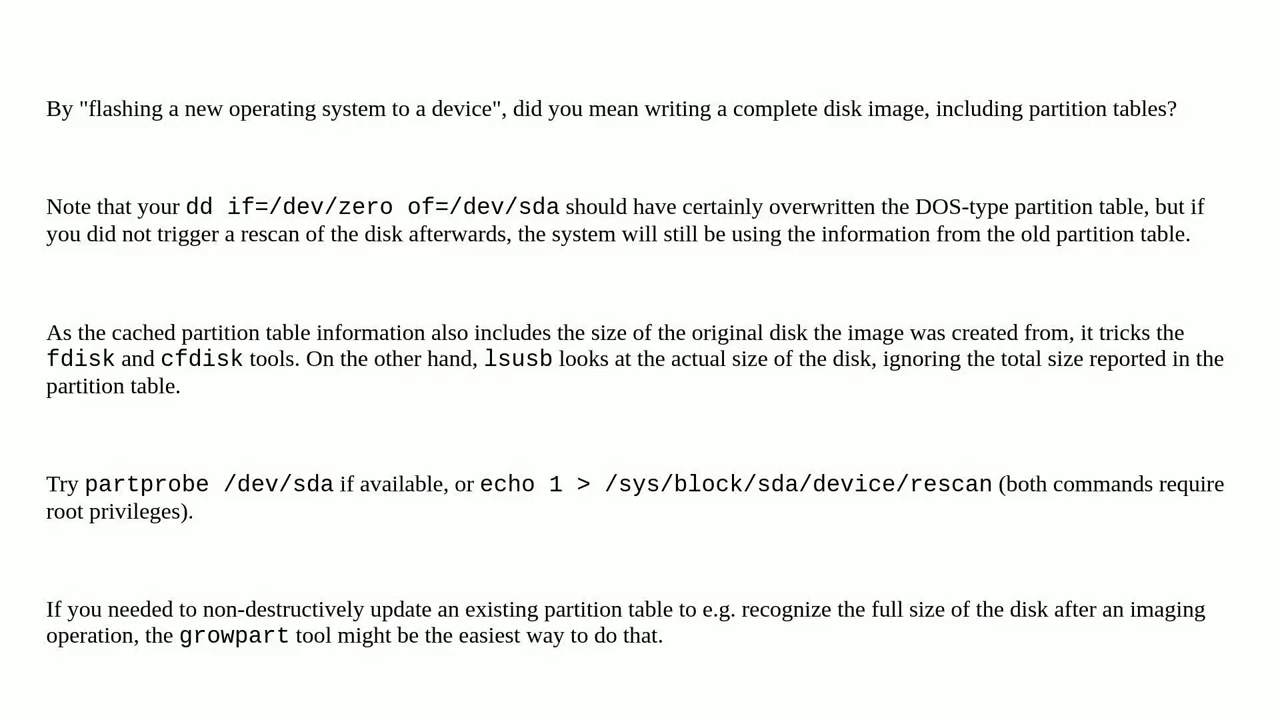 By "flashing a new operating system to a device", did you mean writing a complete disk image, including partition tables?
Note that your dd if=/dev/zero of=/dev/sda should have certainly overwritten the DOS-type partition table, but if
you did not trigger a rescan of the disk afterwards, the system will still be using the information from the old partition table.
As the cached partition table information also includes the size of the original disk the image was created from, it tricks the
fdisk and cfdisk tools. On the other hand, lsusb looks at the actual size of the disk, ignoring the total size reported in the
partition table.
Try partprobe /dev/sda if available, or echo 1 > /sys/block/sda/device/rescan (both commands require
root privileges).
If you needed to non-destructively update an existing partition table to e.g. recognize the full size of the disk after an imaging
operation, the growpart tool might be the easiest way to do that.